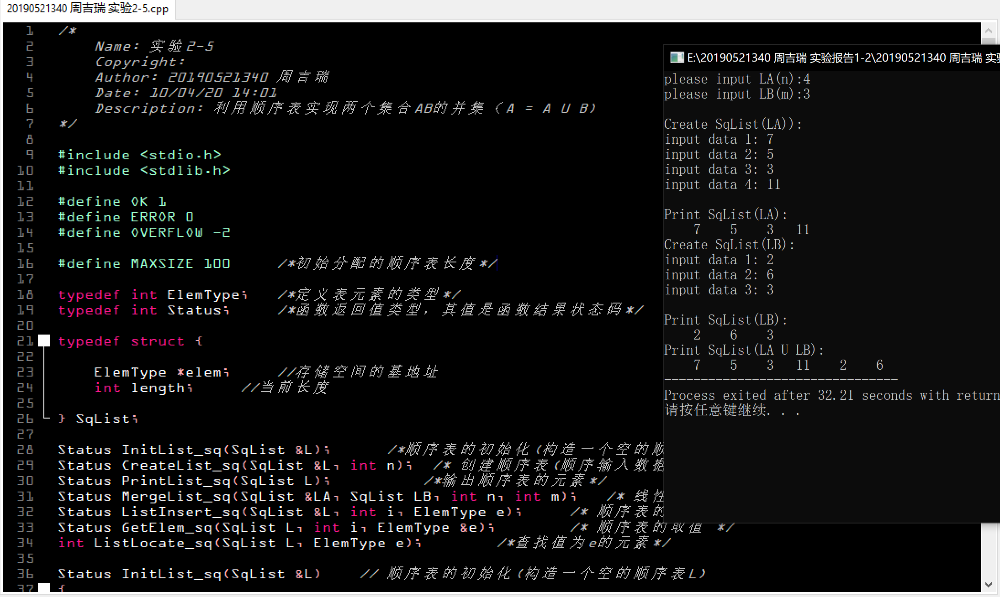 20190521340 周吉瑞 实验2-5.cpp
1 /*
2 Name: 实验2-5
3 Copyright:
4 Author: 20190521340 周吉瑞
5 Date: 10/04/20 14:01
6 Description: 利用顺序表实现两个集合AB的并集（A = A U B)
7 */
8
9 #include <stdio.h>
10 #include <stdlib.h>
11
12 #define OK 1
13 #define ERROR 0
14 #define OVERFLOW -2
15
16 #define MAXSIZE 100 /*初始分配的顺序表长度*/
17
18 typedef int ElemType; /*定义表元素的类型*/
19 typedef int Status; /*函数返回值类型，其值是函数结果状态码*/
20
21 typedef struct {
22
23 ElemType *elem; //存储空间的基地址
24 int length; //当前长度
25
26 } SqList;
27
28 Status InitList_sq(SqList &L); /*顺序表的初始化(构造一个空的顺
29 Status CreateList_sq(SqList &L, int n); /* 创建顺序表(顺序输入数据
30 Status PrintList_sq(SqList L); /*输出顺序表的元素*/
31 Status MergeList_sq(SqList &LA, SqList LB, int n, int m); /* 线性
32 Status ListInsert_sq(SqList &L, int i, ElemType e); /* 顺序表的
33 Status GetElem_sq(SqList L, int i, ElemType &e); /* 顺序表的取值 */
34 int ListLocate_sq(SqList L, ElemType e); /*查找值为e的元素*/
35
36 Status InitList_sq(SqList &L) // 顺序表的初始化(构造一个空的顺序表L)
37 {
E:\20190521340 周吉瑞 实验报告1-2\20190521340 周吉瑞 实验
please input LA(n):4
please input LB(m):3
Create SqList(LA)):
input data 1: 7
input data 2: 5
input data 3: 3
input data 4: 11
Print SqList(LA):
7 5 3 11
Create SqList(LB):
input data 1: 2
input data 2: 6
input data 3: 3
Print SqList(LB):
2 6 3
Print SqList(LA U LB):
7 5 3 11 2 6
--------------------------------
Process exited after 32.21 seconds with return
请按任意键继续. . .